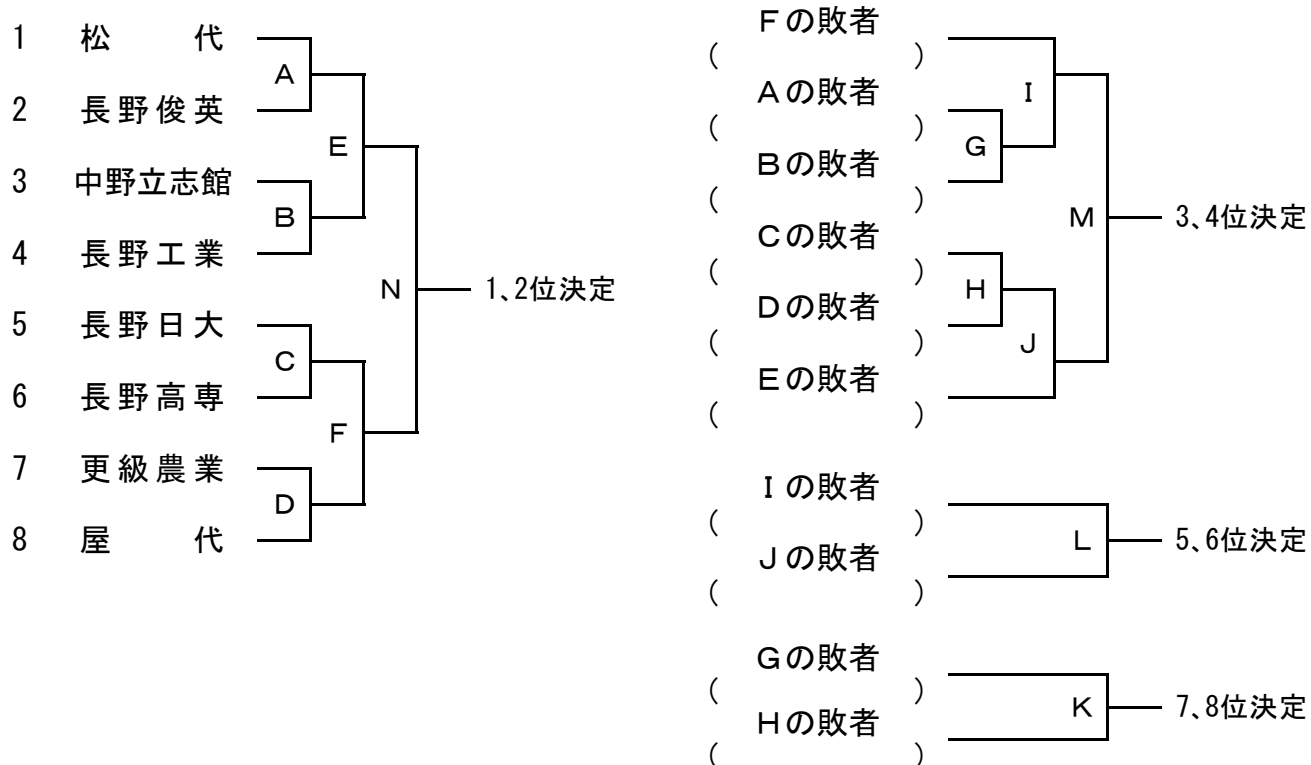 1 松 代
A
2 長野俊英
E
3 中野立志館
B
4 長野工業
N 1、2位決定
5 長野日大
C
6 長野高専
F
7 更級農業
D
8 屋 代
Fの敗者
( )
I
Aの敗者
( )
G
Bの敗者
( )
M 3、4位決定
Cの敗者
( )
H
Dの敗者
( )
J
Eの敗者
( )
Iの敗者
( )
L 5、6位決定
Jの敗者
( )
Gの敗者
( )
K 7、8位決定
Hの敗者
( )